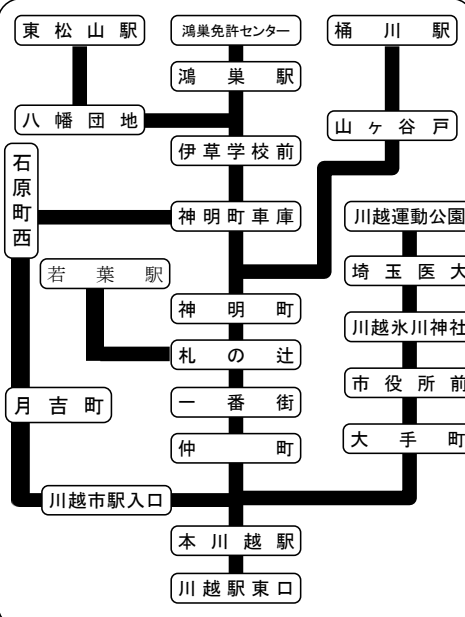 東松山駅
鴻巣免許センター
桶川駅
鴻巣駅
八幡団地
山ヶ谷戸
伊草学校前
石原町西
神明町車庫
川越運動公園
若葉駅
埼玉医大
神明町
川越氷川神社
札の辻
市役所前
月吉町
一番街
大手町
仲町
川越市駅入口
本川越駅
川越駅東口